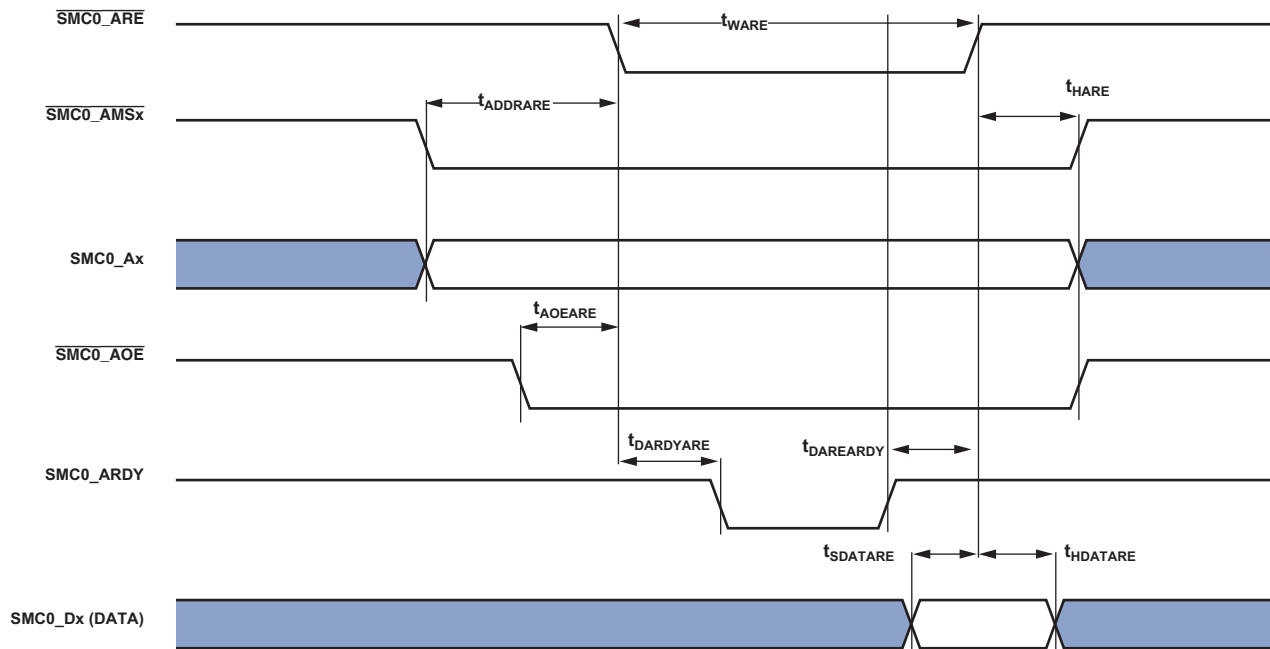 SMC0_ARE
tWARE
tHARE
tADDRARE
SMC0_AMSx
SMC0_Ax
tAOEARE
SMC0_AOE
tDARDYARE
tDAREARDY
SMC0_ARDY
tSDATARE
tHDATARE
SMC0_Dx (DATA)